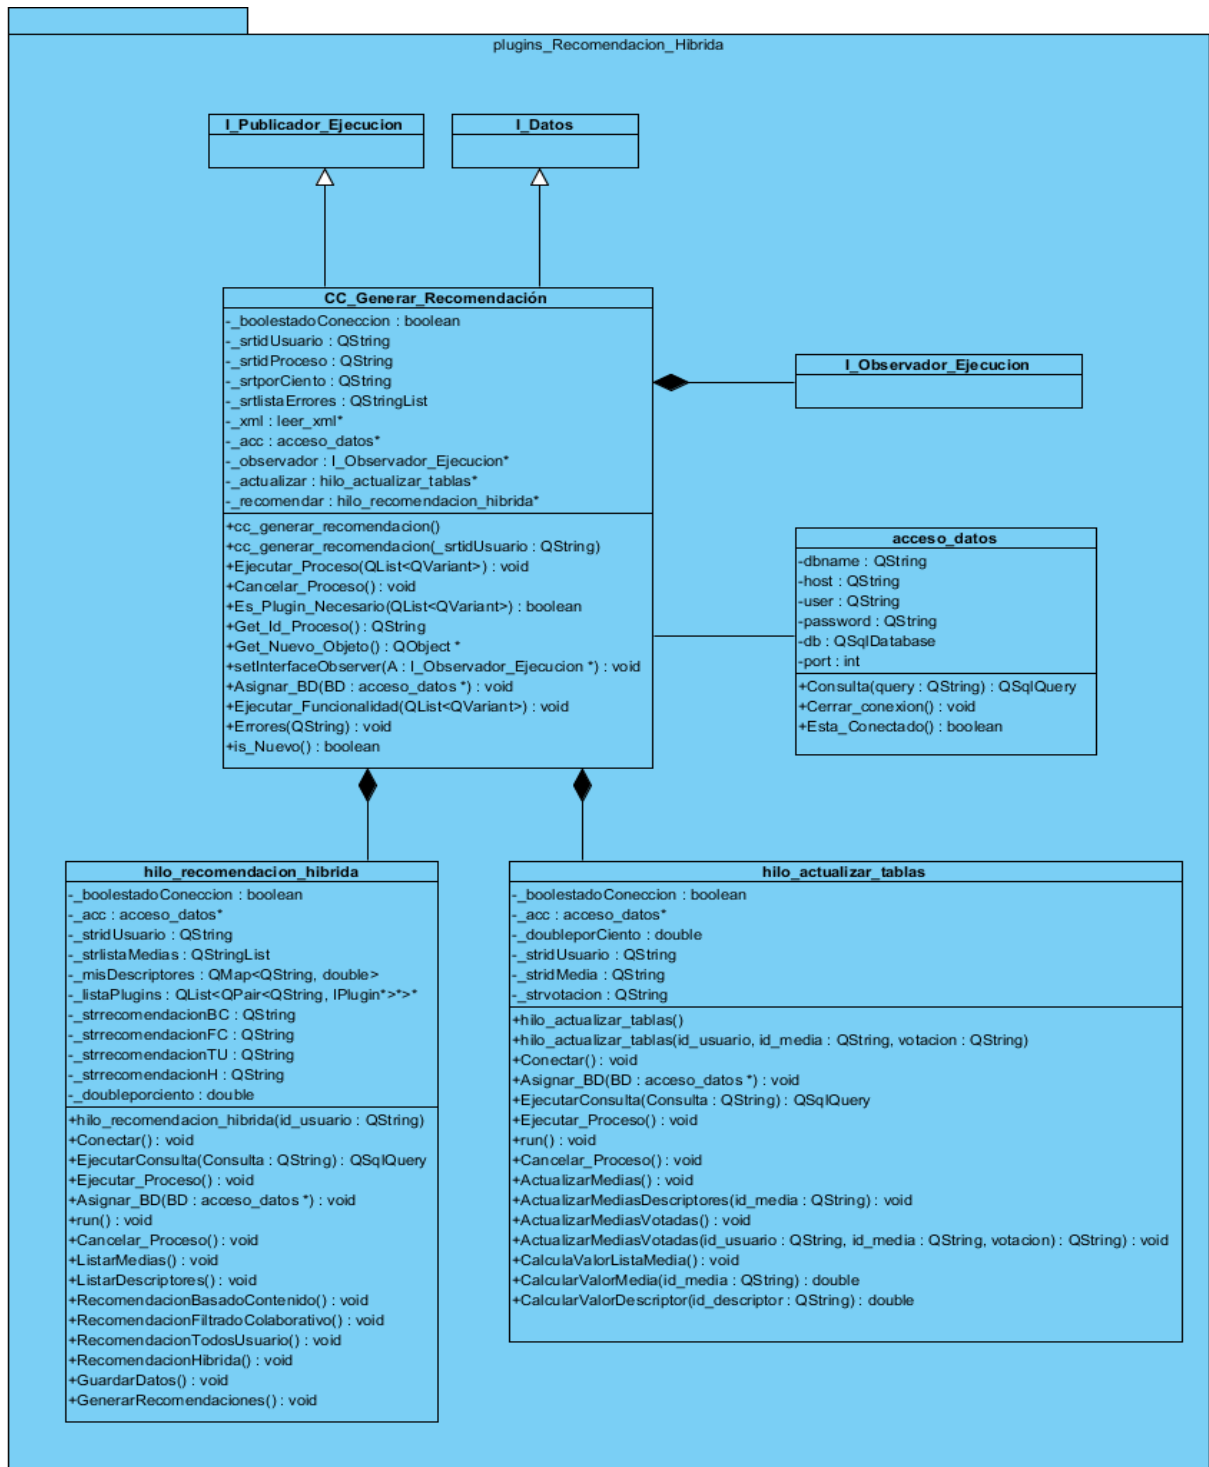 plugins_Recomendacion_Hibrida
I_Publicador_Ejecucion
I_Datos
CC_Generar_Recomendación
-_boolestadoConeccion : boolean
-_srtidUsuario : QString
-_srtidProceso : QString
-_srtporCiento : QString
-_srtlistaErrores : QStringList
-_xml : leer_xml*
-_acc : acceso_datos*
-_observador : I_Observador_Ejecucion*
-_actualizar : hilo_actualizar_tablas*
-_recomendar : hilo_recomendacion_hibrida*
+cc_generar_recomendacion()
+cc_generar_recomendacion(_srtidUsuario : QString)
+Ejecutar_Proceso(QList<QVariant>) : void
+Cancelar_Proceso() : void
+Es_Plugin_Necesario(QList<QVariant>) : boolean
+Get_Id_Proceso() : QString
+Get_Nuevo_Objeto() : QObject *
+setInterfaceObserver(A : I_Observador_Ejecucion *) : void
+Asignar_BD(BD : acceso_datos *) : void
+Ejecutar_Funcionalidad(QList<QVariant>) : void
+Errores(QString) : void
+is_Nuevo() : boolean
I_Observador_Ejecucion
acceso_datos
-dbname : QString
-host : QString
-user : QString
-password : QString
-db : QSqlDatabase
-port : int
+Consulta(query : QString) : QSqlQuery
+Cerrar_conexion() : void
+Esta_Conectado() : boolean
hilo_recomendacion_hibrida
-_boolestadoConeccion : boolean
-_acc : acceso_datos*
-_stridUsuario : QString
-_strlistaMedias : QStringList
-_misDescriptores : QMap<QString, double>
-_listaPlugins : QList<QPair<QString, IPlugin*>*>*
-_strrecomendacionBC : QString
-_strrecomendacionFC : QString
-_strrecomendacionTU : QString
-_strrecomendacionH : QString
-_doubleporciento : double
+hilo_recomendacion_hibrida(id_usuario : QString)
+Conectar() : void
+EjecutarConsulta(Consulta : QString) : QSqlQuery
+Ejecutar_Proceso() : void
+Asignar_BD(BD : acceso_datos *) : void
+run() : void
+Cancelar_Proceso() : void
+ListarMedias() : void
+ListarDescriptores() : void
+RecomendacionBasadoContenido() : void
+RecomendacionFiltradoColaborativo() : void
+RecomendacionTodosUsuario() : void
+RecomendacionHibrida() : void
+GuardarDatos() : void
+GenerarRecomendaciones() : void
hilo_actualizar_tablas
-_boolestadoConeccion : boolean
-_acc : acceso_datos*
-_doubleporCiento : double
-_stridUsuario : QString
-_stridMedia : QString
-_strvotacion : QString
+hilo_actualizar_tablas()
+hilo_actualizar_tablas(id_usuario, id_media : QString, votacion : QString)
+Conectar() : void
+Asignar_BD(BD : acceso_datos *) : void
+EjecutarConsulta(Consulta : QString) : QSqlQuery
+Ejecutar_Proceso() : void
+run() : void
+Cancelar_Proceso() : void
+ActualizarMedias() : void
+ActualizarMediasDescriptores(id_media : QString) : void
+ActualizarMediasVotadas() : void
+ActualizarMediasVotadas(id_usuario : QString, id_media : QString, votacion) : QString) : void
+CalculaValorListaMedia() : void
+CalcularValorMedia(id_media : QString) : double
+CalcularValorDescriptor(id_descriptor : QString) : double